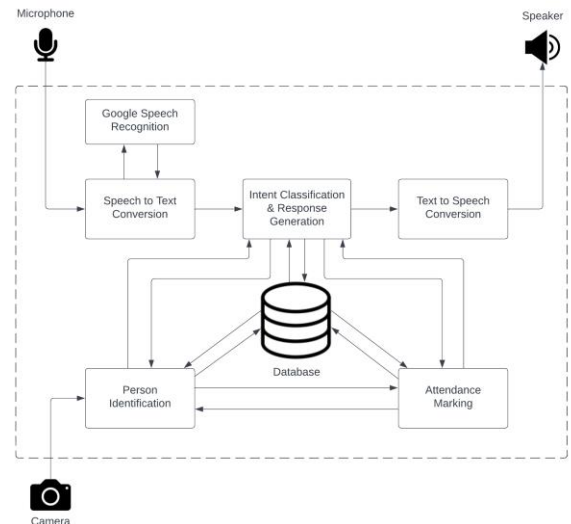 Microphone
Speaker
Google Speech
Recognition
Speech to Text
Conversion
Intent Classification
& Response
Generation
Text to Speech
Conversion
Database
Person
Identification
Attendance
Marking
Camera